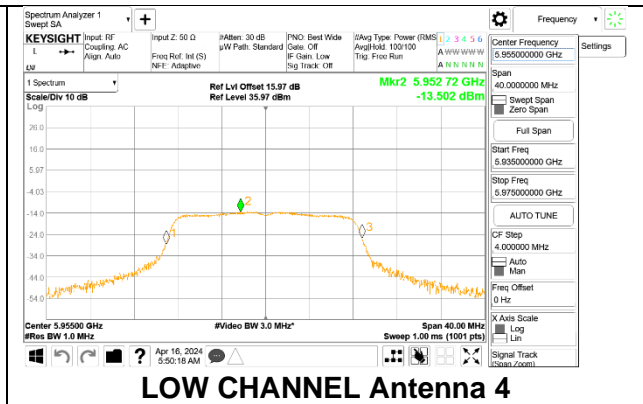 Spectrum Analyzer 1
Swept SA
+
Frequency
KEYSIGHT
L
Input: RF
Coupling: AC
Align: Auto
Input Z: 50 Ω
Freq Ref: Int (S)
NFE: Adaptive
#Atten: 30 dB
µW Path: Standard
PNO: Best Wide
Gate: Off
IF Gain: Low
Sig Track: Off
#Avg Type: Power (RMS
Avg|Hold: 100/100
Trig: Free Run
1 2 3 4 5 6
A W W W W W
A N N N N N
Center Frequency
5.955000000 GHz
Settings
Span
40.0000000 MHz
Swept Span
Zero Span
Full Span
Start Freq
5.935000000 GHz
Stop Freq
5.975000000 GHz
AUTO TUNE
CF Step
4.000000 MHz
Auto
Man
Freq Offset
0 Hz
X Axis Scale
Log
Lin
Signal Track
(Span Zoom)
1 Spectrum
Scale/Div 10 dB
Log
Ref Lvl Offset 15.97 dB
Ref Level 35.97 dBm
Mkr2 5.952 72 GHz
-13.502 dBm
26.0
16.0
5.97
-4.03
-14.0
-24.0
-34.0
-44.0
-54.0
1
2
3
Center 5.95500 GHz
#Res BW 1.0 MHz
#Video BW 3.0 MHz*
Span 40.00 MHz
Sweep 1.00 ms (1001 pts)
?
Apr 16, 2024
5:50:18 AM
LOW CHANNEL Antenna 4